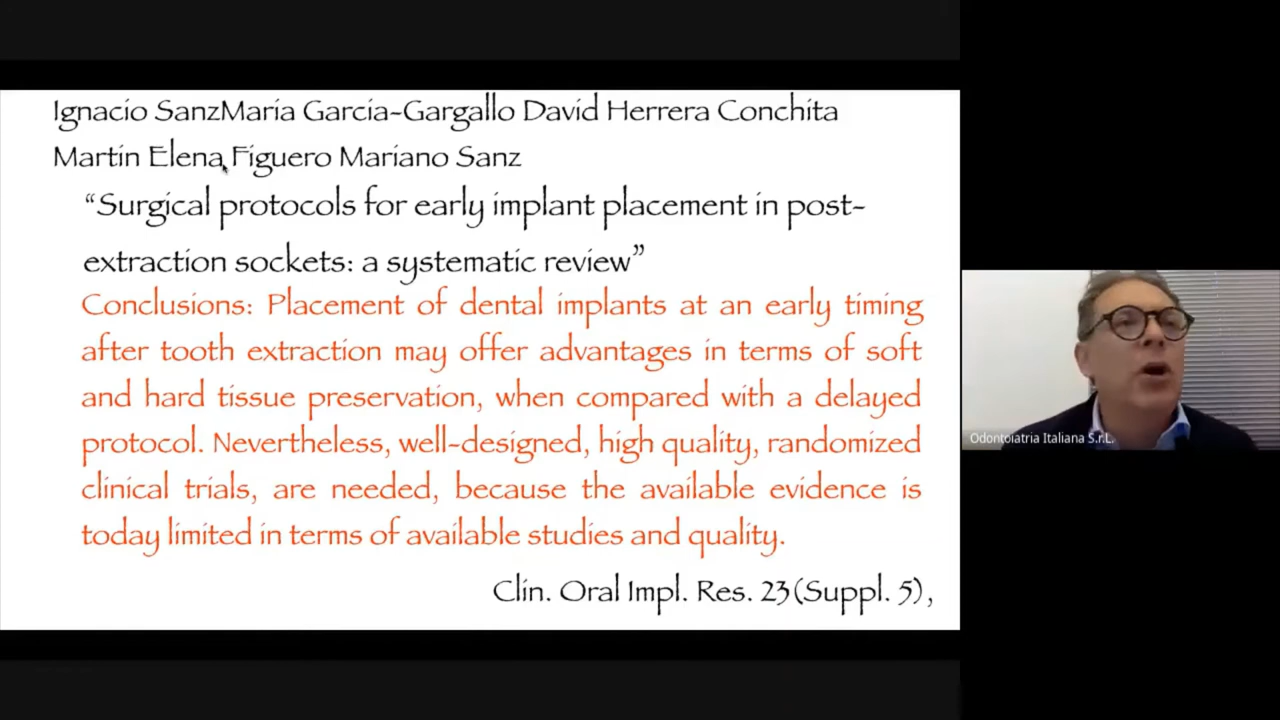 Ignacio SanzMaria Garcia-Gargallo David Herrera Conchita
Martin Elena Figuero Mariano Sanz
“Surgical protocols for early implant placement in post-
extraction sockets: a systematic review”
Conclusions: Placement of dental implants at an early timing
after tooth extraction may offer advantages in terms of soft
and hard tissue preservation, when compared with a delayed
protocol. Nevertheless, well-designed, high quality, randomized
clinical trials, are needed, because the available evidence is
today limited in terms of available studies and quality.
Clin. Oral Impl. Res. 23(Suppl. 5),
Odontoiatria Italiana S.r.L.